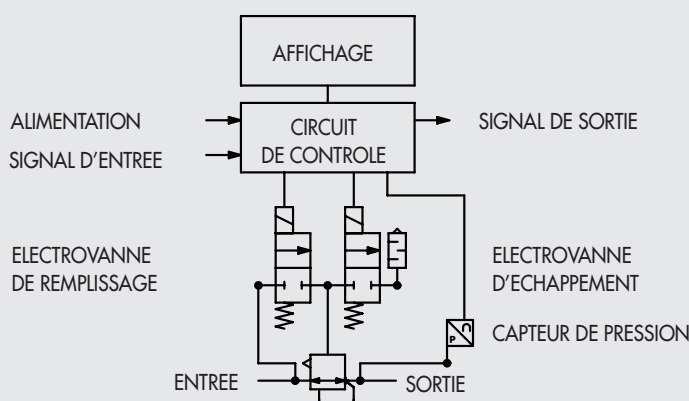 AFFICHAGE
ALIMENTATION
CIRCUIT
DE CONTROLE
SIGNAL DE SORTIE
SIGNAL D'ENTREE
ELECTROVANNE
DE REMPLISSAGE
ELECTROVANNE
D'ECHAPPEMENT
P
CAPTEUR DE PRESSION
ENTREE
SORTIE